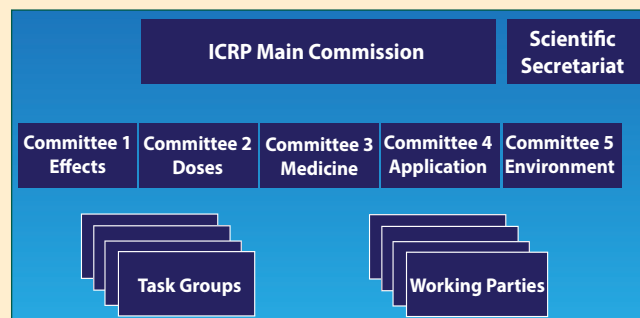 ICRP Main Commission
Scientific
Secretariat
Committee 1
Effects
Committee 2
Doses
Committee 3
Medicine
Committee 4
Application
Committee 5
Environment
Task Groups
Working Parties